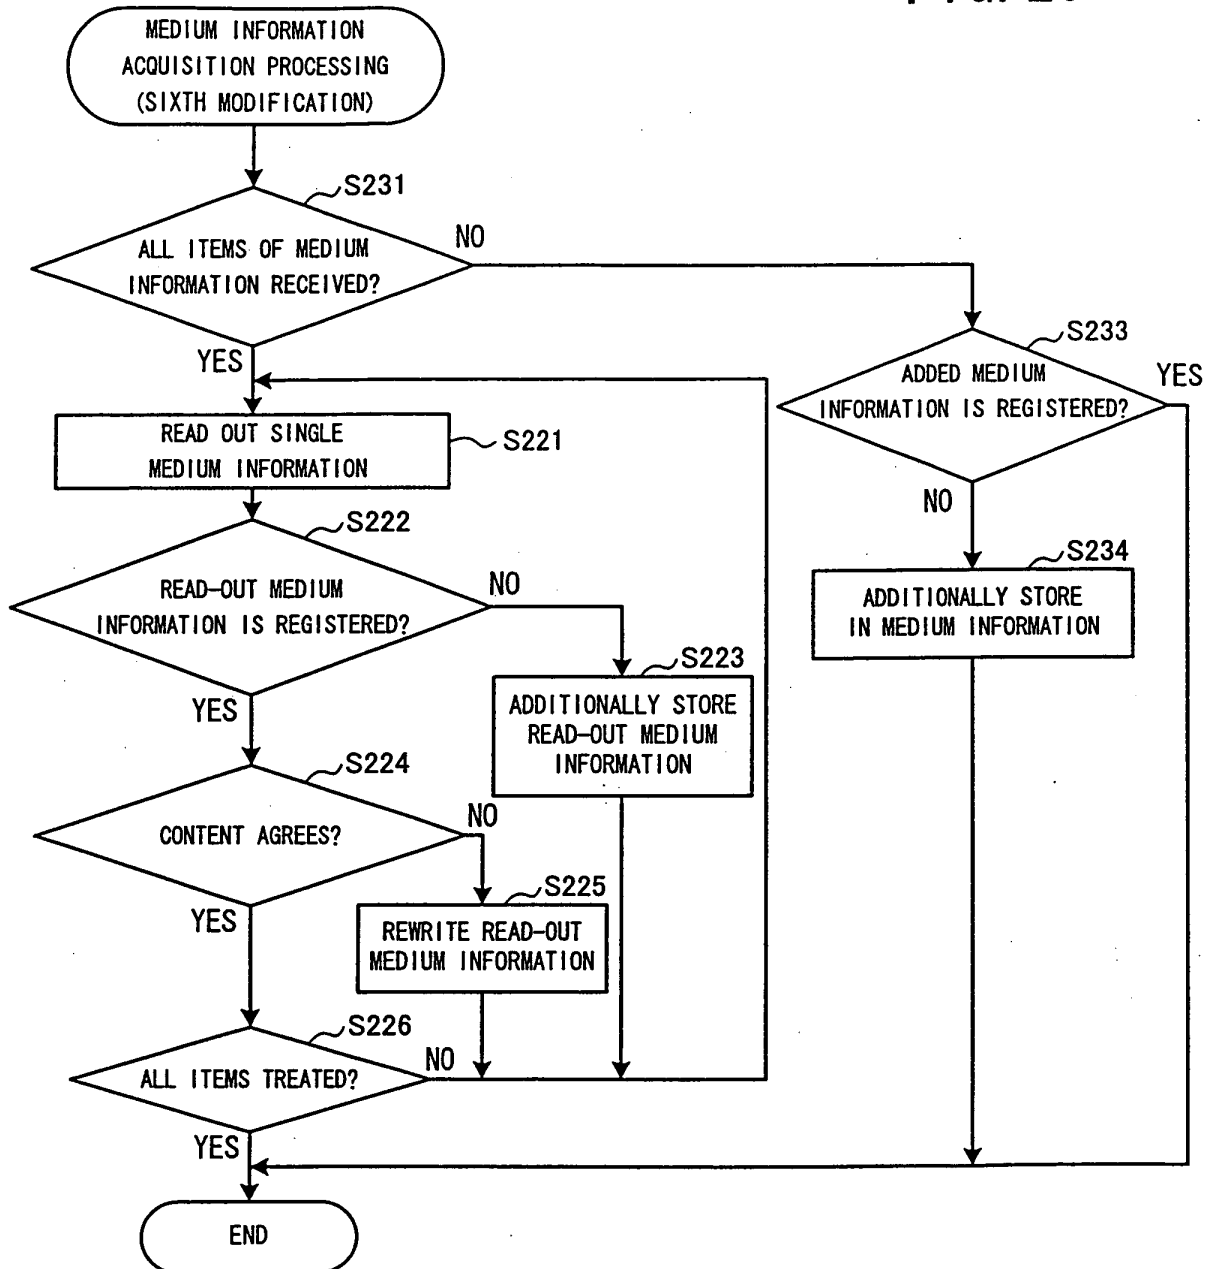 MEDIUM INFORMATION
ACQUISITION PROCESSING
(SIXTH MODIFICATION)
S231
ALL ITEMS OF MEDIUM
INFORMATION RECEIVED?
NO
YES
S233
ADDED MEDIUM
INFORMATION IS REGISTERED?
YES
NO
READ OUT SINGLE
MEDIUM INFORMATION
S221
S222
READ-OUT MEDIUM
INFORMATION IS REGISTERED?
NO
YES
S234
ADDITIONALLY STORE
IN MEDIUM INFORMATION
S223
ADDITIONALLY STORE
READ-OUT MEDIUM
INFORMATION
S224
CONTENT AGREES?
NO
YES
S225
REWRITE READ-OUT
MEDIUM INFORMATION
S226
ALL ITEMS TREATED?
NO
YES
END